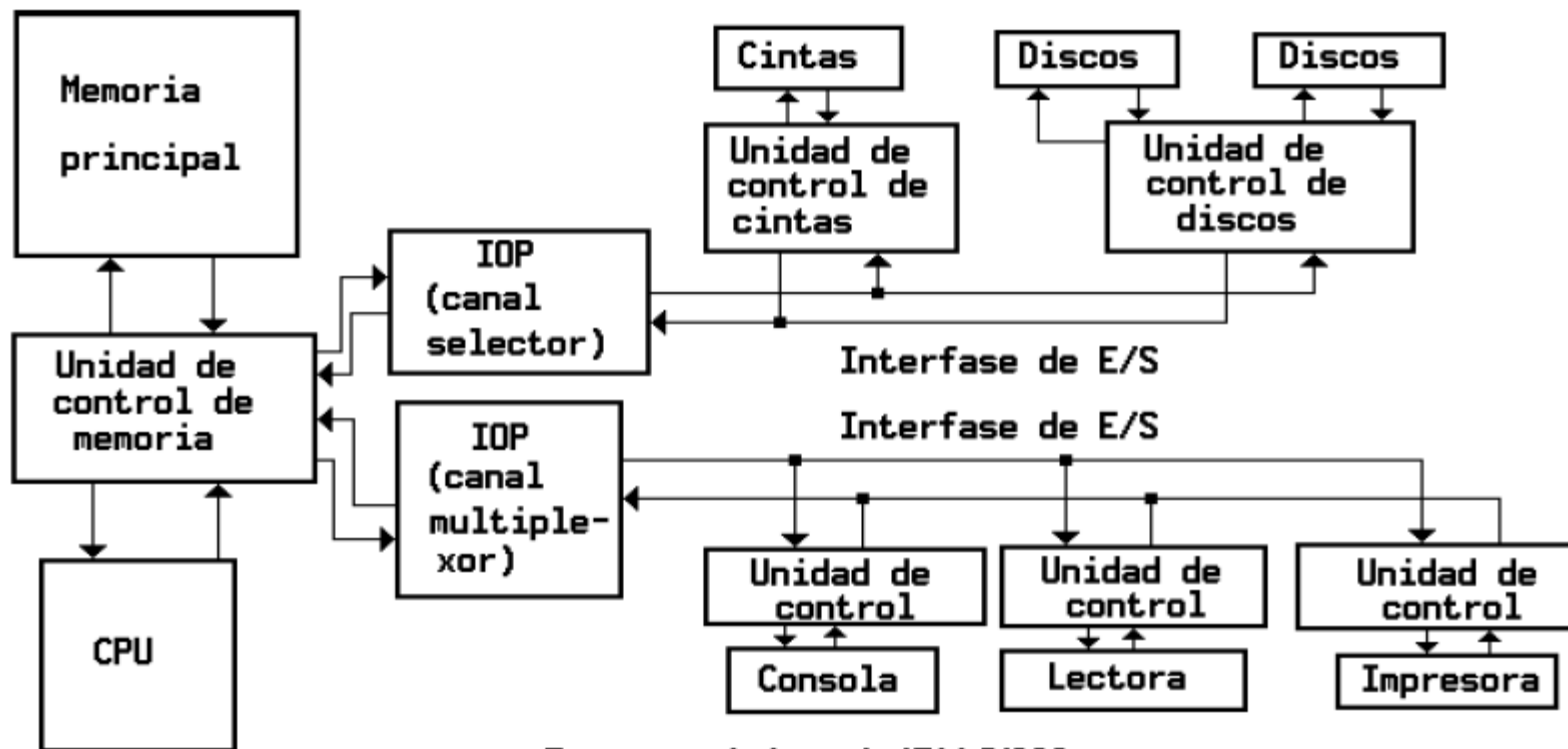 Memoria
principal
Cintas
Discos
Discos
Unidad de
control de
cintas
Unidad de
control de
discos
IOP
(canal
selector)
Unidad de
control de
memoria
Interfase de E/S
Interfase de E/S
IOP
(canal
multiple-
xor)
CPU
Unidad de
control
Unidad de
control
Unidad de
control
Consola
Lectora
Impresora